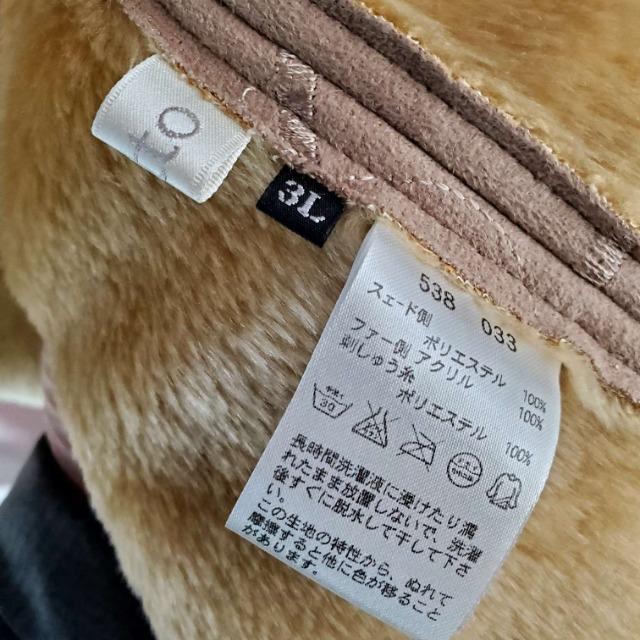 OZ
3L
538 033
スエード側 ポリエステル 100%
ファー側 アクリル 100%
刺しゅう糸 ポリエステル 100%
長時間洗濯液に漬けたり濡
れたまま放置しないで、洗濯
後すぐに脱水して干して下さ
い。
この生地の特性から、ぬれて
摩擦すると他に色が移ること
があります。